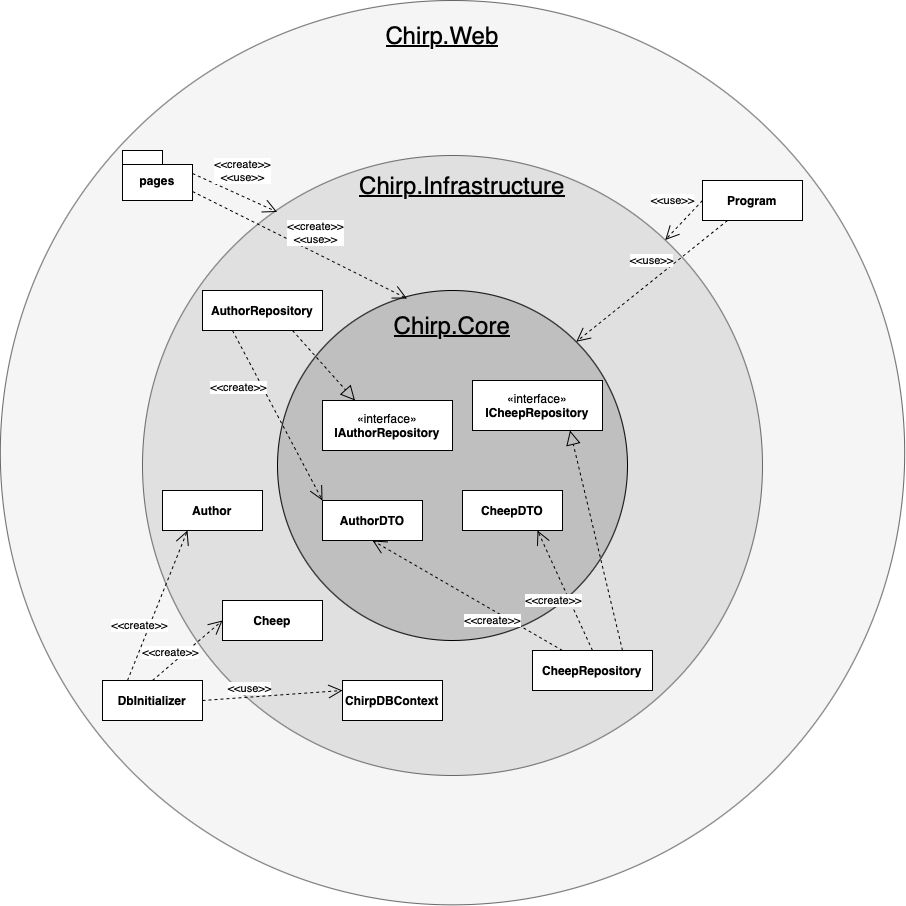 Chirp.Web
<<create>>
<<use>>
pages
Chirp.Infrastructure
<<use>>
Program
<<create>>
<<use>>
<<use>>
AuthorRepository
Chirp.Core
<<create>>
«interface»
ICheepRepository
«interface»
IAuthorRepository
Author
AuthorDTO
CheepDTO
<<create>>
<<create>>
Cheep
<<create>>
<<create>>
CheepRepository
<<use>>
DbInitializer
ChirpDBContext